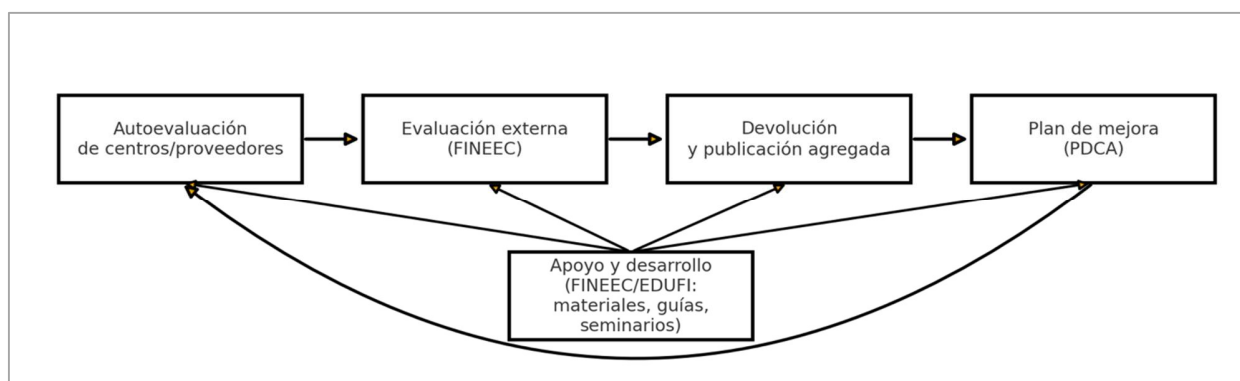 Autoevaluación
de centros/proveedores
Evaluación externa
(FINEEC)
Devolución
y publicación agregada
Plan de mejora
(PDCA)
Apoyo y desarrollo
(FINEEC/EDUFI:
materiales, guías,
seminarios)